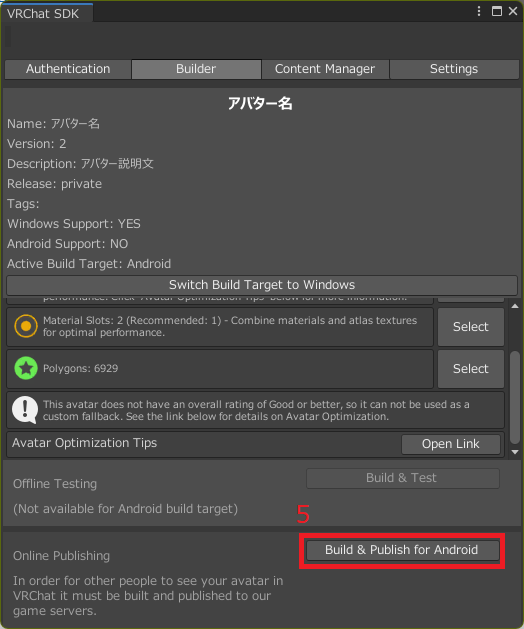 VRChat SDK
Authentication Builder Content Manager Settings
アバター名
Name: アバター名
Version: 2
Description: アバター説明文
Release: private
Tags:
Windows Support: YES
Android Support: NO
Active Build Target: Android
Switch Build Target to Windows
performance. Click 'Avatar Optimization Tips' below for more information.
Material Slots: 2 (Recommended: 1) - Combine materials and atlas textures
for optimal performance.
Select
Polygons: 6929
Select
This avatar does not have an overall rating of Good or better, so it can not be used as a
custom fallback. See the link below for details on Avatar Optimization.
Avatar Optimization Tips
Open Link
Offline Testing
Build & Test
(Not available for Android build target)
5
Online Publishing
Build & Publish for Android
In order for other people to see your avatar in
VRChat it must be built and published to our
game servers.